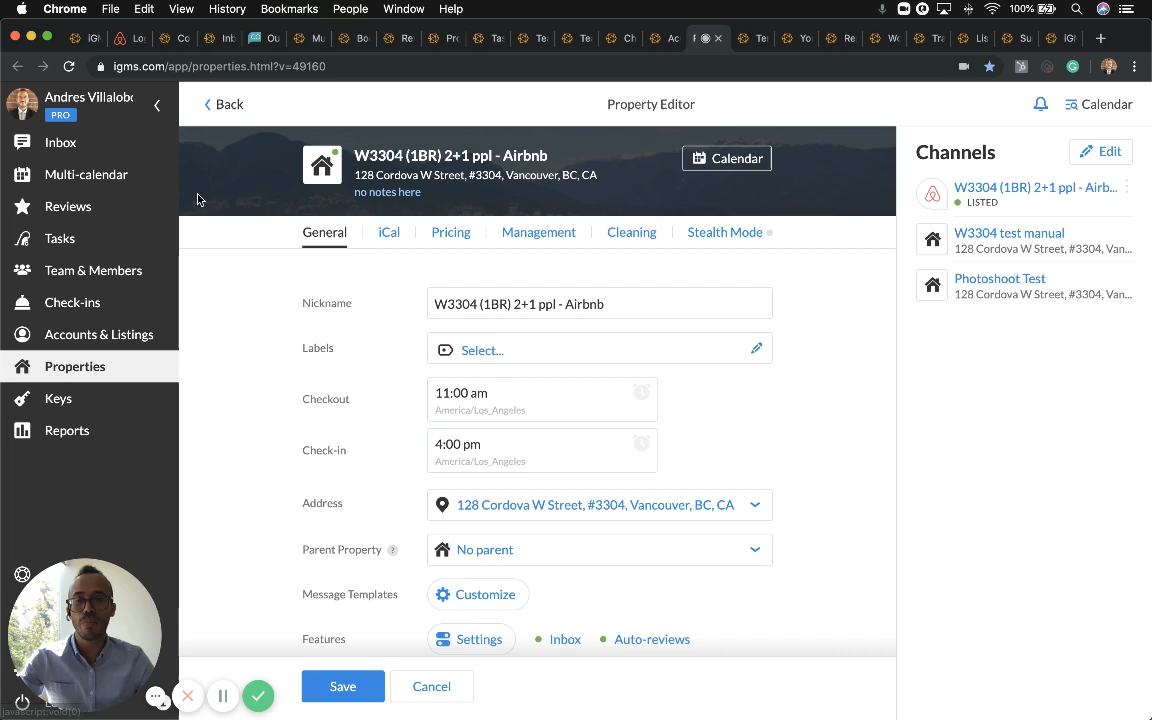 Chrome File Edit View History Bookmarks People Window Help 100%
igms.com/app/properties.html?v=49160
Andres Villalobo
PRO
Inbox
Multi-calendar
Reviews
Tasks
Team & Members
Check-ins
Accounts & Listings
Properties
Keys
Reports
javascript:void(0)
Back
Property Editor
Calendar
W3304 (1BR) 2+1 ppl - Airbnb
128 Cordova W Street, #3304, Vancouver, BC, CA
no notes here
Calendar
General iCal Pricing Management Cleaning Stealth Mode
Nickname W3304 (1BR) 2+1 ppl - Airbnb
Labels Select...
Checkout 11:00 am
America/Los_Angeles
Check-in 4:00 pm
America/Los_Angeles
Address 128 Cordova W Street, #3304, Vancouver, BC, CA
Parent Property ? No parent
Message Templates Customize
Features Settings Inbox Auto-reviews
Save Cancel
Channels Edit
W3304 (1BR) 2+1 ppl - Airb...
LISTED
W3304 test manual
128 Cordova W Street, #3304, Van...
Photoshoot Test
128 Cordova W Street, #3304, Van...